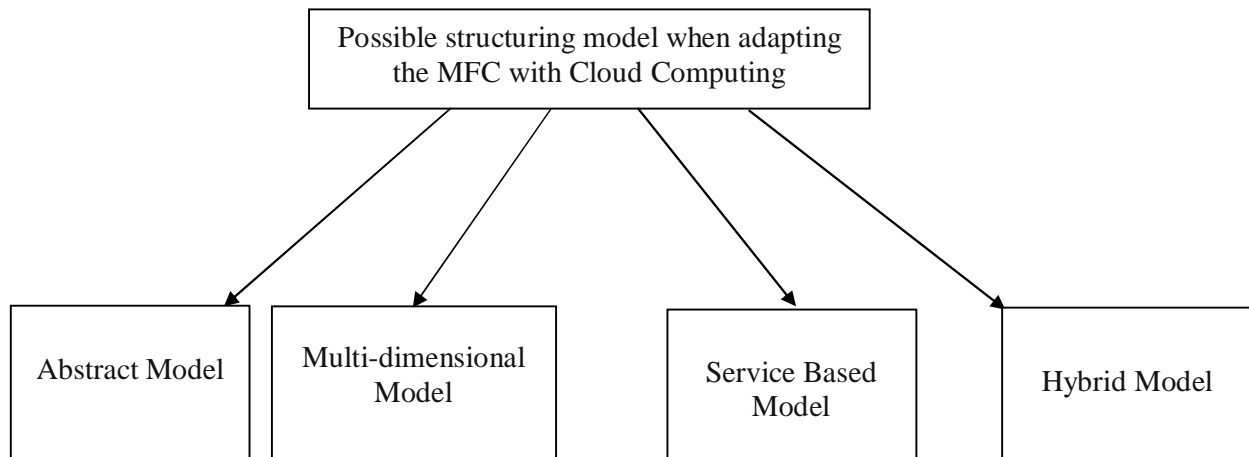 Possible structuring model when adapting
the MFC with Cloud Computing
Abstract Model
Multi-dimensional
Model
Service Based
Model
Hybrid Model